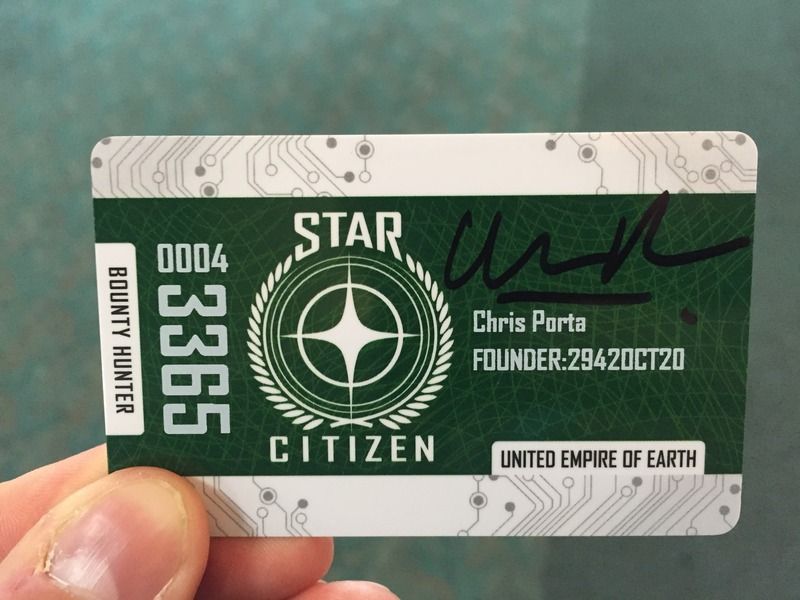 BOUNTY HUNTER
0004
3365
STAR
CITIZEN
Chris Porta
FOUNDER:2942OCT20
UNITED EMPIRE OF EARTH